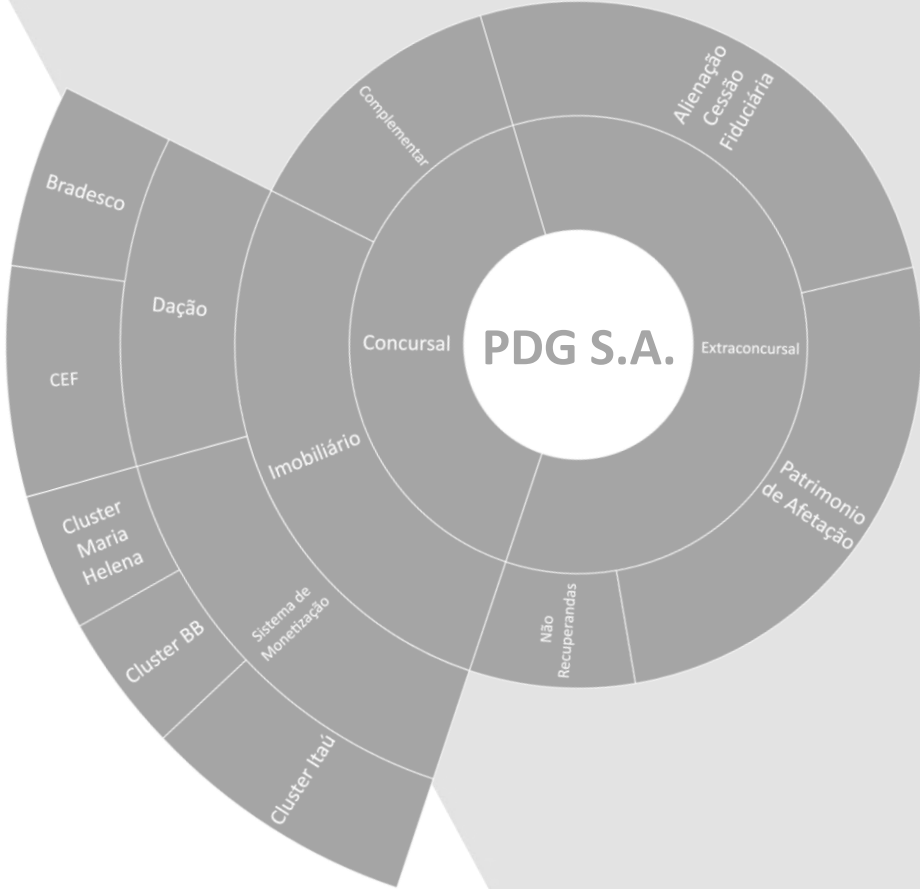 PDG S.A.
Concursal
Extraconcursal
Complementar
Imobiliário
Alienação
Cessão
Fiduciária
Patrimonio
de Afetação
Não
Recuperandas
Dação
Sistema de
Monetização
Bradesco
CEF
Cluster
Maria
Helena
Cluster BB
Cluster Itaú